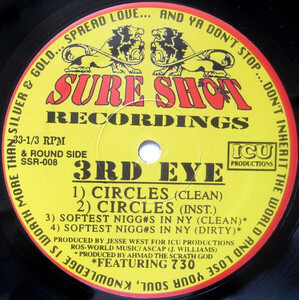 ...SPREAD LOVE... AND YA DON'T STOP... DON'T INHERIT THE WORLD AND LOSE YOUR SOUL, KNOWLEDGE IS WORTH MORE THAN SILVER & GOLD...
SURE SHOT
RECORDINGS
33-1/3 RPM
& ROUND SIDE
SSR-008
3RD EYE
ICU
PRODUCTIONS
1) CIRCLES (CLEAN)
2) CIRCLES (INST.)
3) SOFTEST NIGG#S IN NY (CLEAN)*
4) SOFTEST NIGG#S IN NY (DIRTY)*
PRODUCED BY JESSE WEST FOR ICU PRODUCTIONS
ROS-WORLD MUSIC/ASCAP (J. WILLIAMS)
*PRODUCED BY AHMAD THE SCRATH GOD
*FEATURING 730